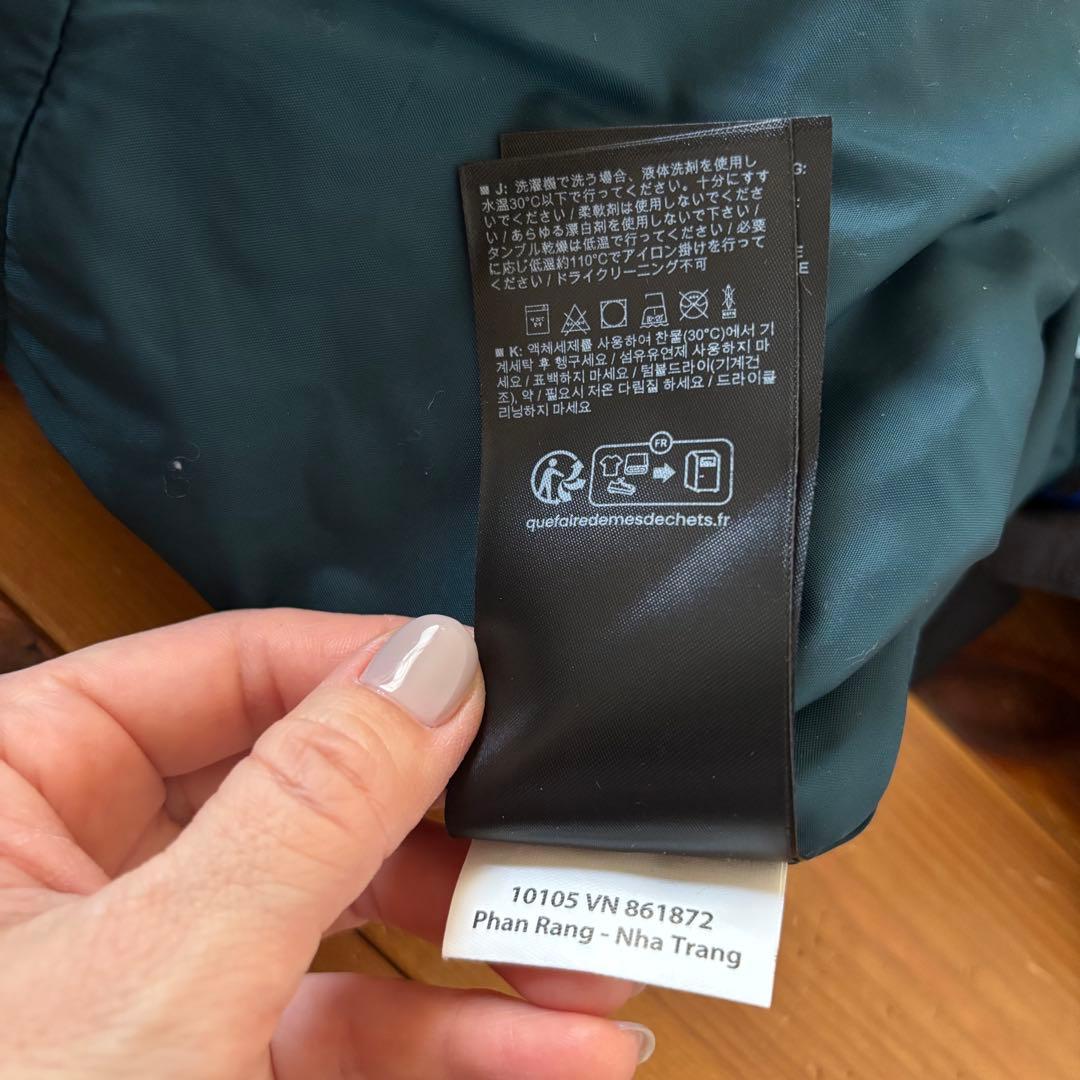 ■ J: 洗濯機で洗う場合、液体洗剤を使用し
水温30°C以下で行ってください。十分にすす
いでください / 柔軟剤は使用しないでくださ
い / あらゆる漂白剤を使用しないで下さい /
タンブル乾燥は低温で行ってください / 必要
に応じ低温約110°Cでアイロン掛けを行って
ください / ドライクリーニング不可
■ K: 액체세제를 사용하여 찬물(30°C)에서 기
계세탁 후 헹구세요 / 섬유유연제 사용하지 마
세요 / 표백하지 마세요 / 텀블드라이(기계건
조), 약 / 필요시 저온 다림질 하세요 / 드라이클
리닝하지 마세요
FR
quefairedemesdechets.fr
G:
E
E
10105 VN 861872
Phan Rang - Nha Trang